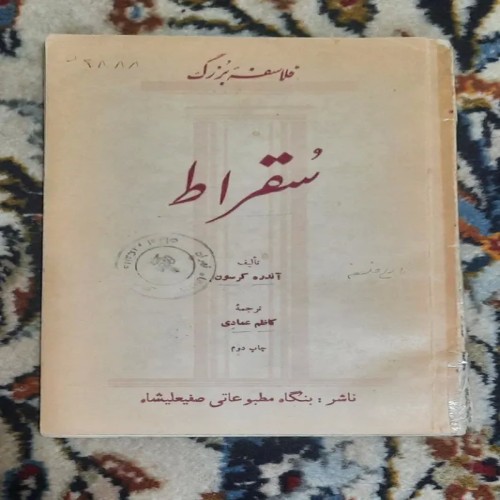 فلاسفه بزرگ
سُقراط
تألیف
آندره کرسون
ترجمهٔ
کاظم عمادی
چاپ دوم
ناشر : بنگاه مطبوعاتی صفیعلیشاه